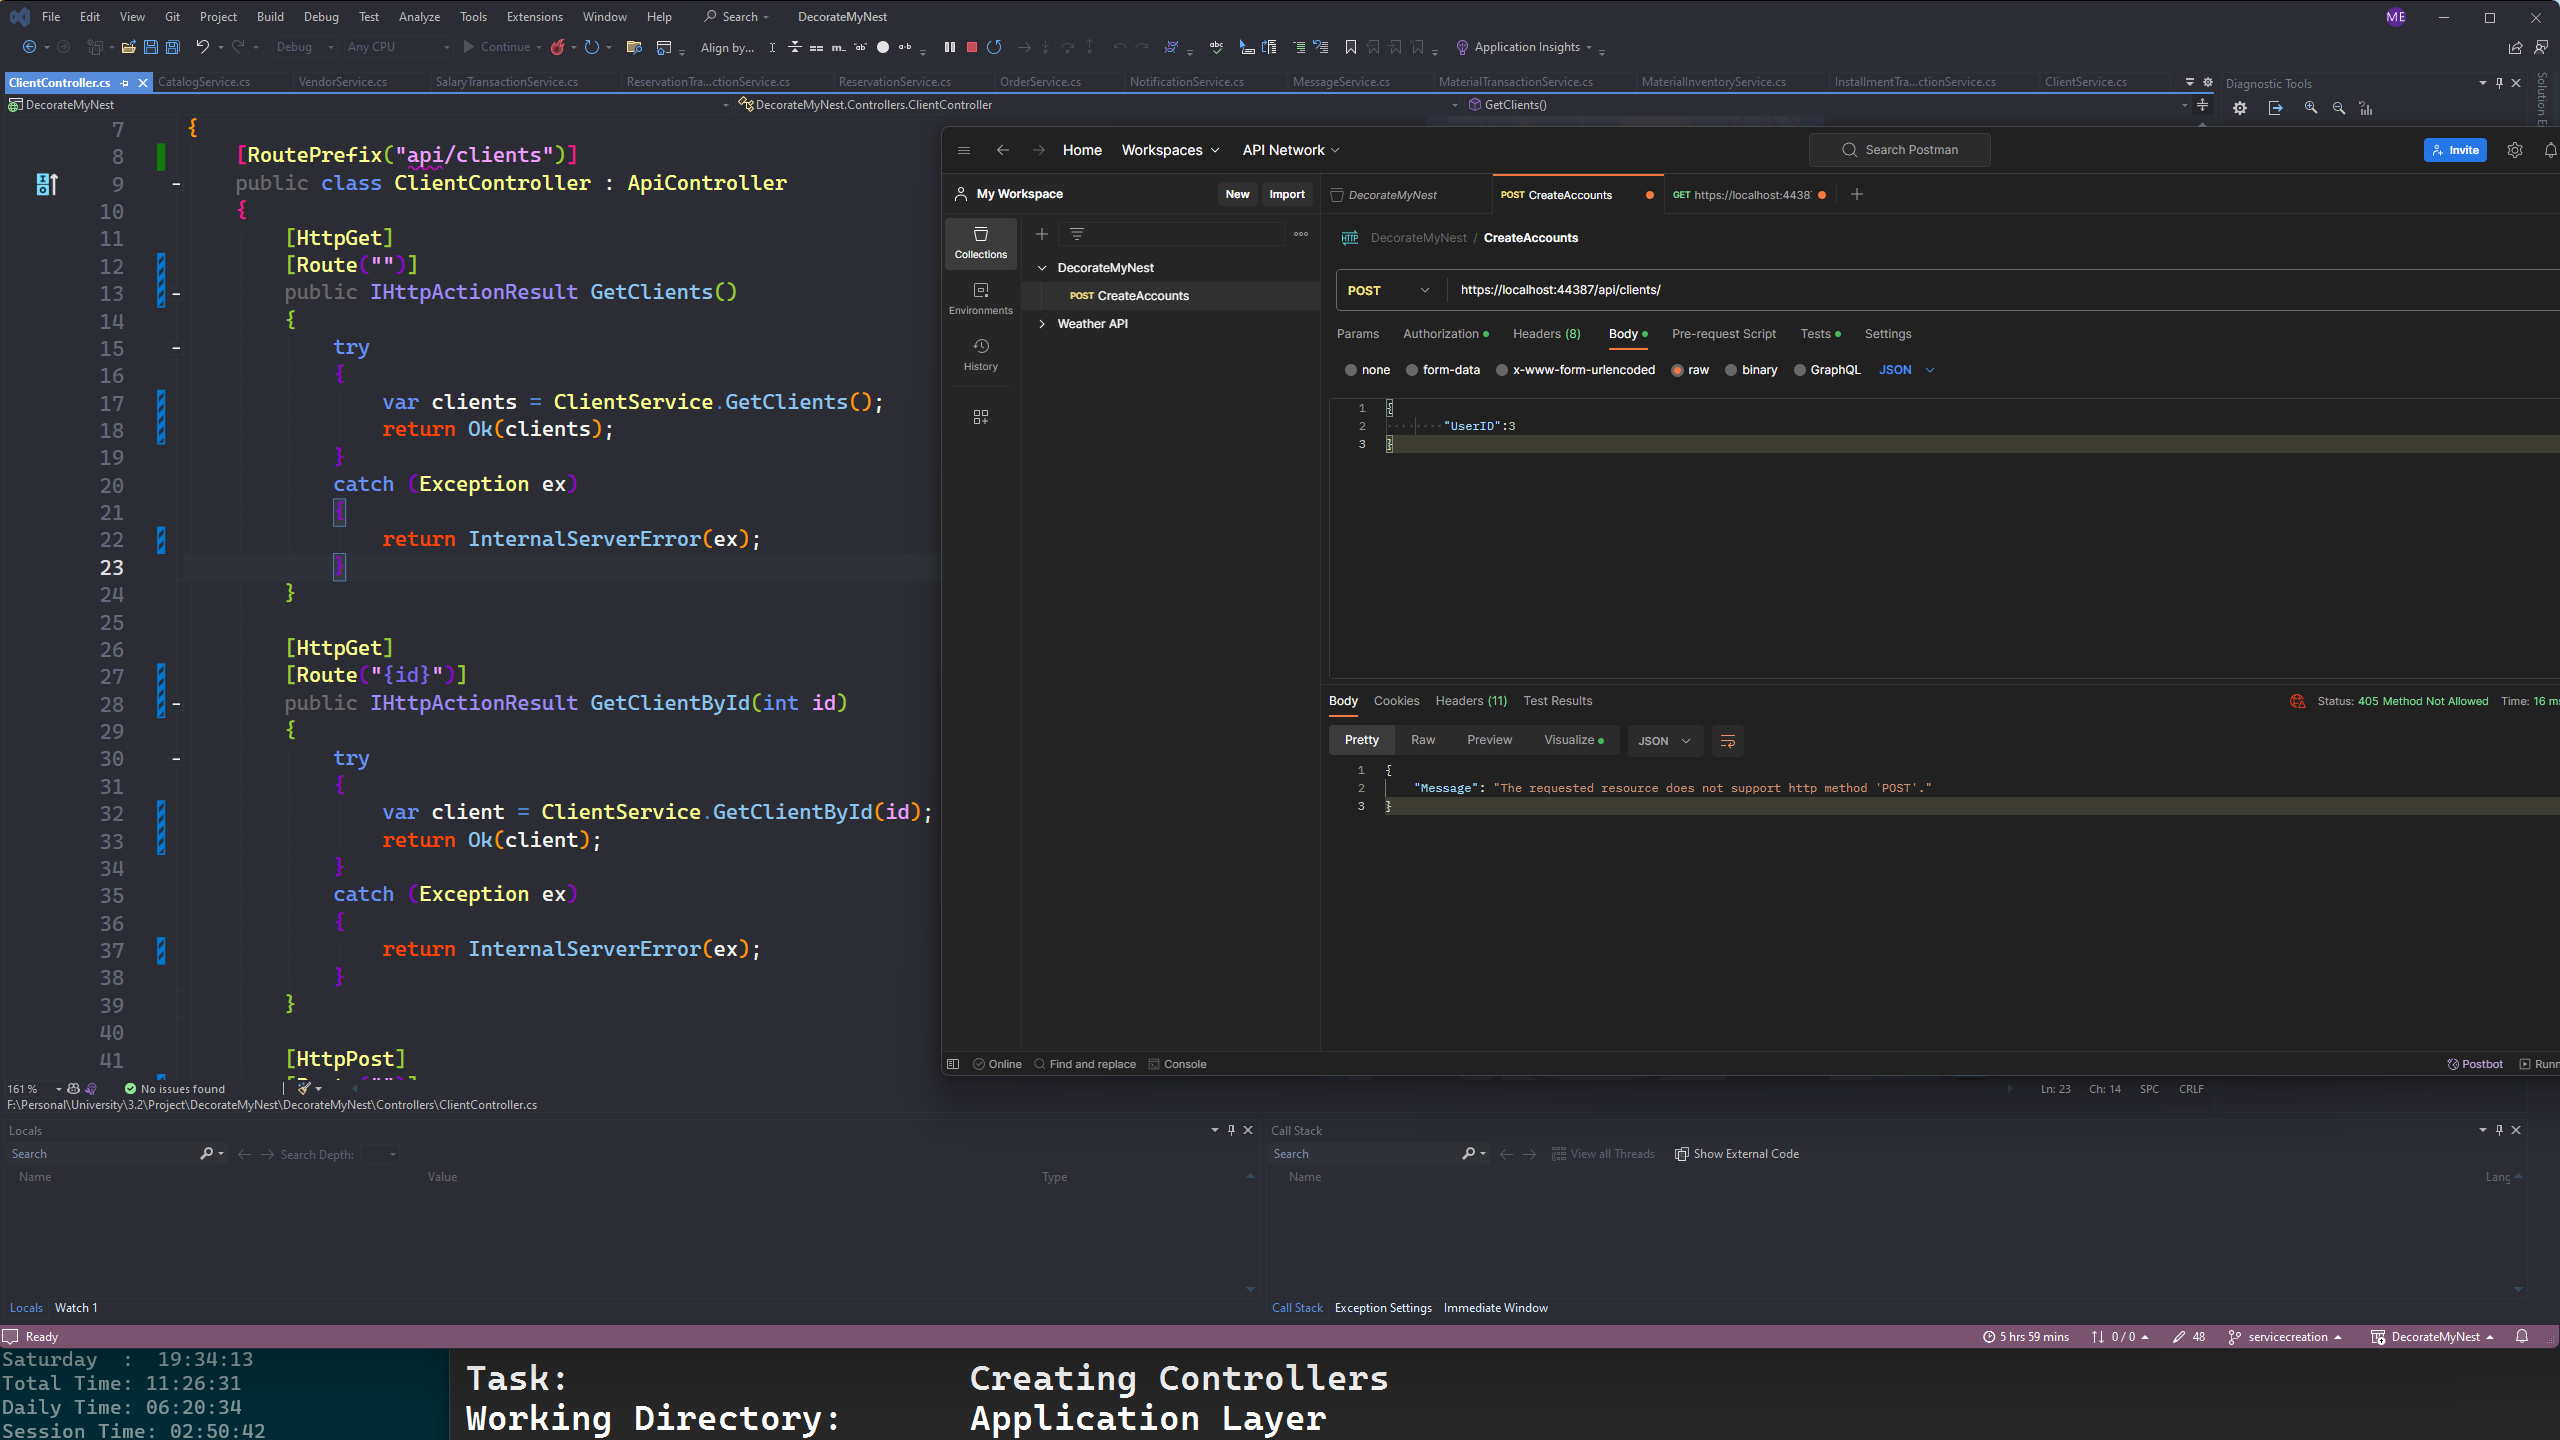 File Edit View Git Project Build Debug Test Analyze Tools Extensions Window Help Search DecorateMyNest ME
Debug Any CPU Continue Align by... Application Insights
ClientController.cs CatalogService.cs VendorService.cs SalaryTransactionService.cs ReservationTra...ctionService.cs ReservationService.cs OrderService.cs NotificationService.cs MessageService.cs MaterialTransactionService.cs MaterialInventoryService.cs InstallmentTra...ctionService.cs ClientService.cs Diagnostic Tools
DecorateMyNest DecorateMyNest.Controllers.ClientController GetClients()
7 {
8 [RoutePrefix("api/clients")]
9 public class ClientController : ApiController
10 {
11 [HttpGet]
12 [Route("")]
13 public IHttpActionResult GetClients()
14 {
15 try
16 {
17 var clients = ClientService.GetClients();
18 return Ok(clients);
19 }
20 catch (Exception ex)
21 {
22 return InternalServerError(ex);
23 }
24 }
25
26 [HttpGet]
27 [Route("{id}")]
28 public IHttpActionResult GetClientById(int id)
29 {
30 try
31 {
32 var client = ClientService.GetClientById(id);
33 return Ok(client);
34 }
35 catch (Exception ex)
36 {
37 return InternalServerError(ex);
38 }
39 }
40
41 [HttpPost]
Home Workspaces API Network Search Postman Invite
My Workspace New Import DecorateMyNest POST CreateAccounts GET https://localhost:4438
Collections
Environments
History
DecorateMyNest
POST CreateAccounts
Weather API
HTTP DecorateMyNest / CreateAccounts
POST https://localhost:44387/api/clients/
Params Authorization Headers (8) Body Pre-request Script Tests Settings
none form-data x-www-form-urlencoded raw binary GraphQL JSON
1 {
2 "UserID":3
3 }
Body Cookies Headers (11) Test Results Status: 405 Method Not Allowed Time: 16 ms
Pretty Raw Preview Visualize JSON
1 {
2 "Message": "The requested resource does not support http method 'POST'."
3 }
Online Find and replace Console Postbot Runn
161 % No issues found Ln: 23 Ch: 14 SPC CRLF
F:\Personal\University\3.2\Project\DecorateMyNest\DecorateMyNest\Controllers\ClientController.cs
Locals Call Stack
Search Search Depth: Search View all Threads Show External Code
Name Value Type Name Lang
Locals Watch 1 Call Stack Exception Settings Immediate Window
Ready 5 hrs 59 mins 0 / 0 48 servicecreation DecorateMyNest
Saturday : 19:34:13
Total Time: 11:26:31
Daily Time: 06:20:34
Session Time: 02:50:42
Task: Creating Controllers
Working Directory: Application Layer